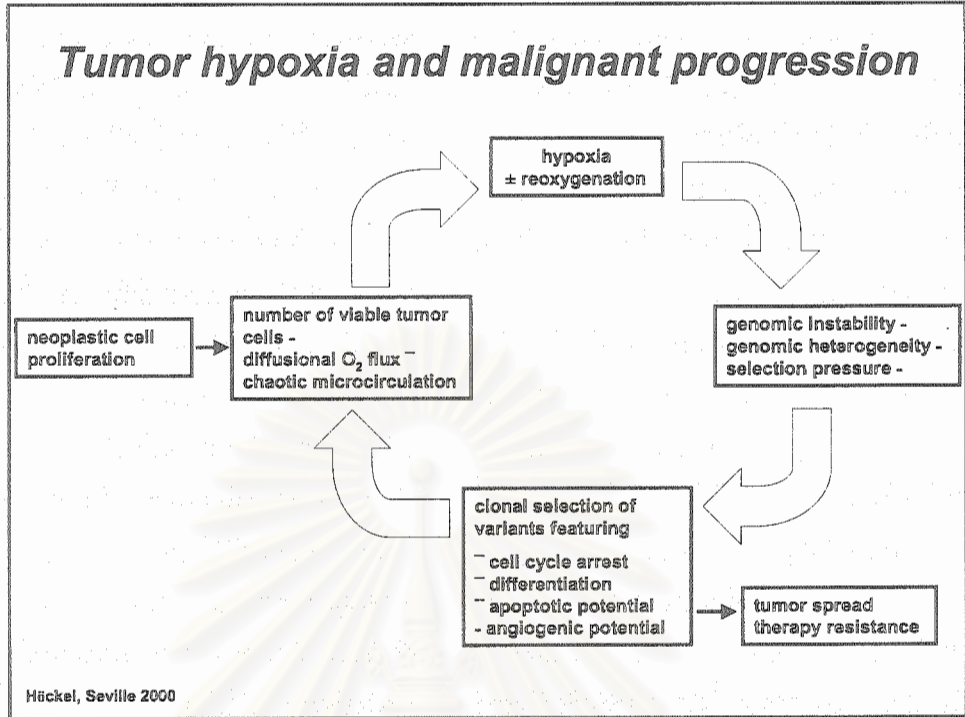 Tumor hypoxia and malignant progression
hypoxia
± reoxygenation
neoplastic cell
proliferation
number of viable tumor
cells -
diffusional O₂ flux ¯
chaotic microcirculation
genomic instability -
genomic heterogeneity -
selection pressure -
clonal selection of
variants featuring
¯ cell cycle arrest
¯ differentiation
¯ apoptotic potential
- angiogenic potential
tumor spread
therapy resistance
Höckel, Seville 2000